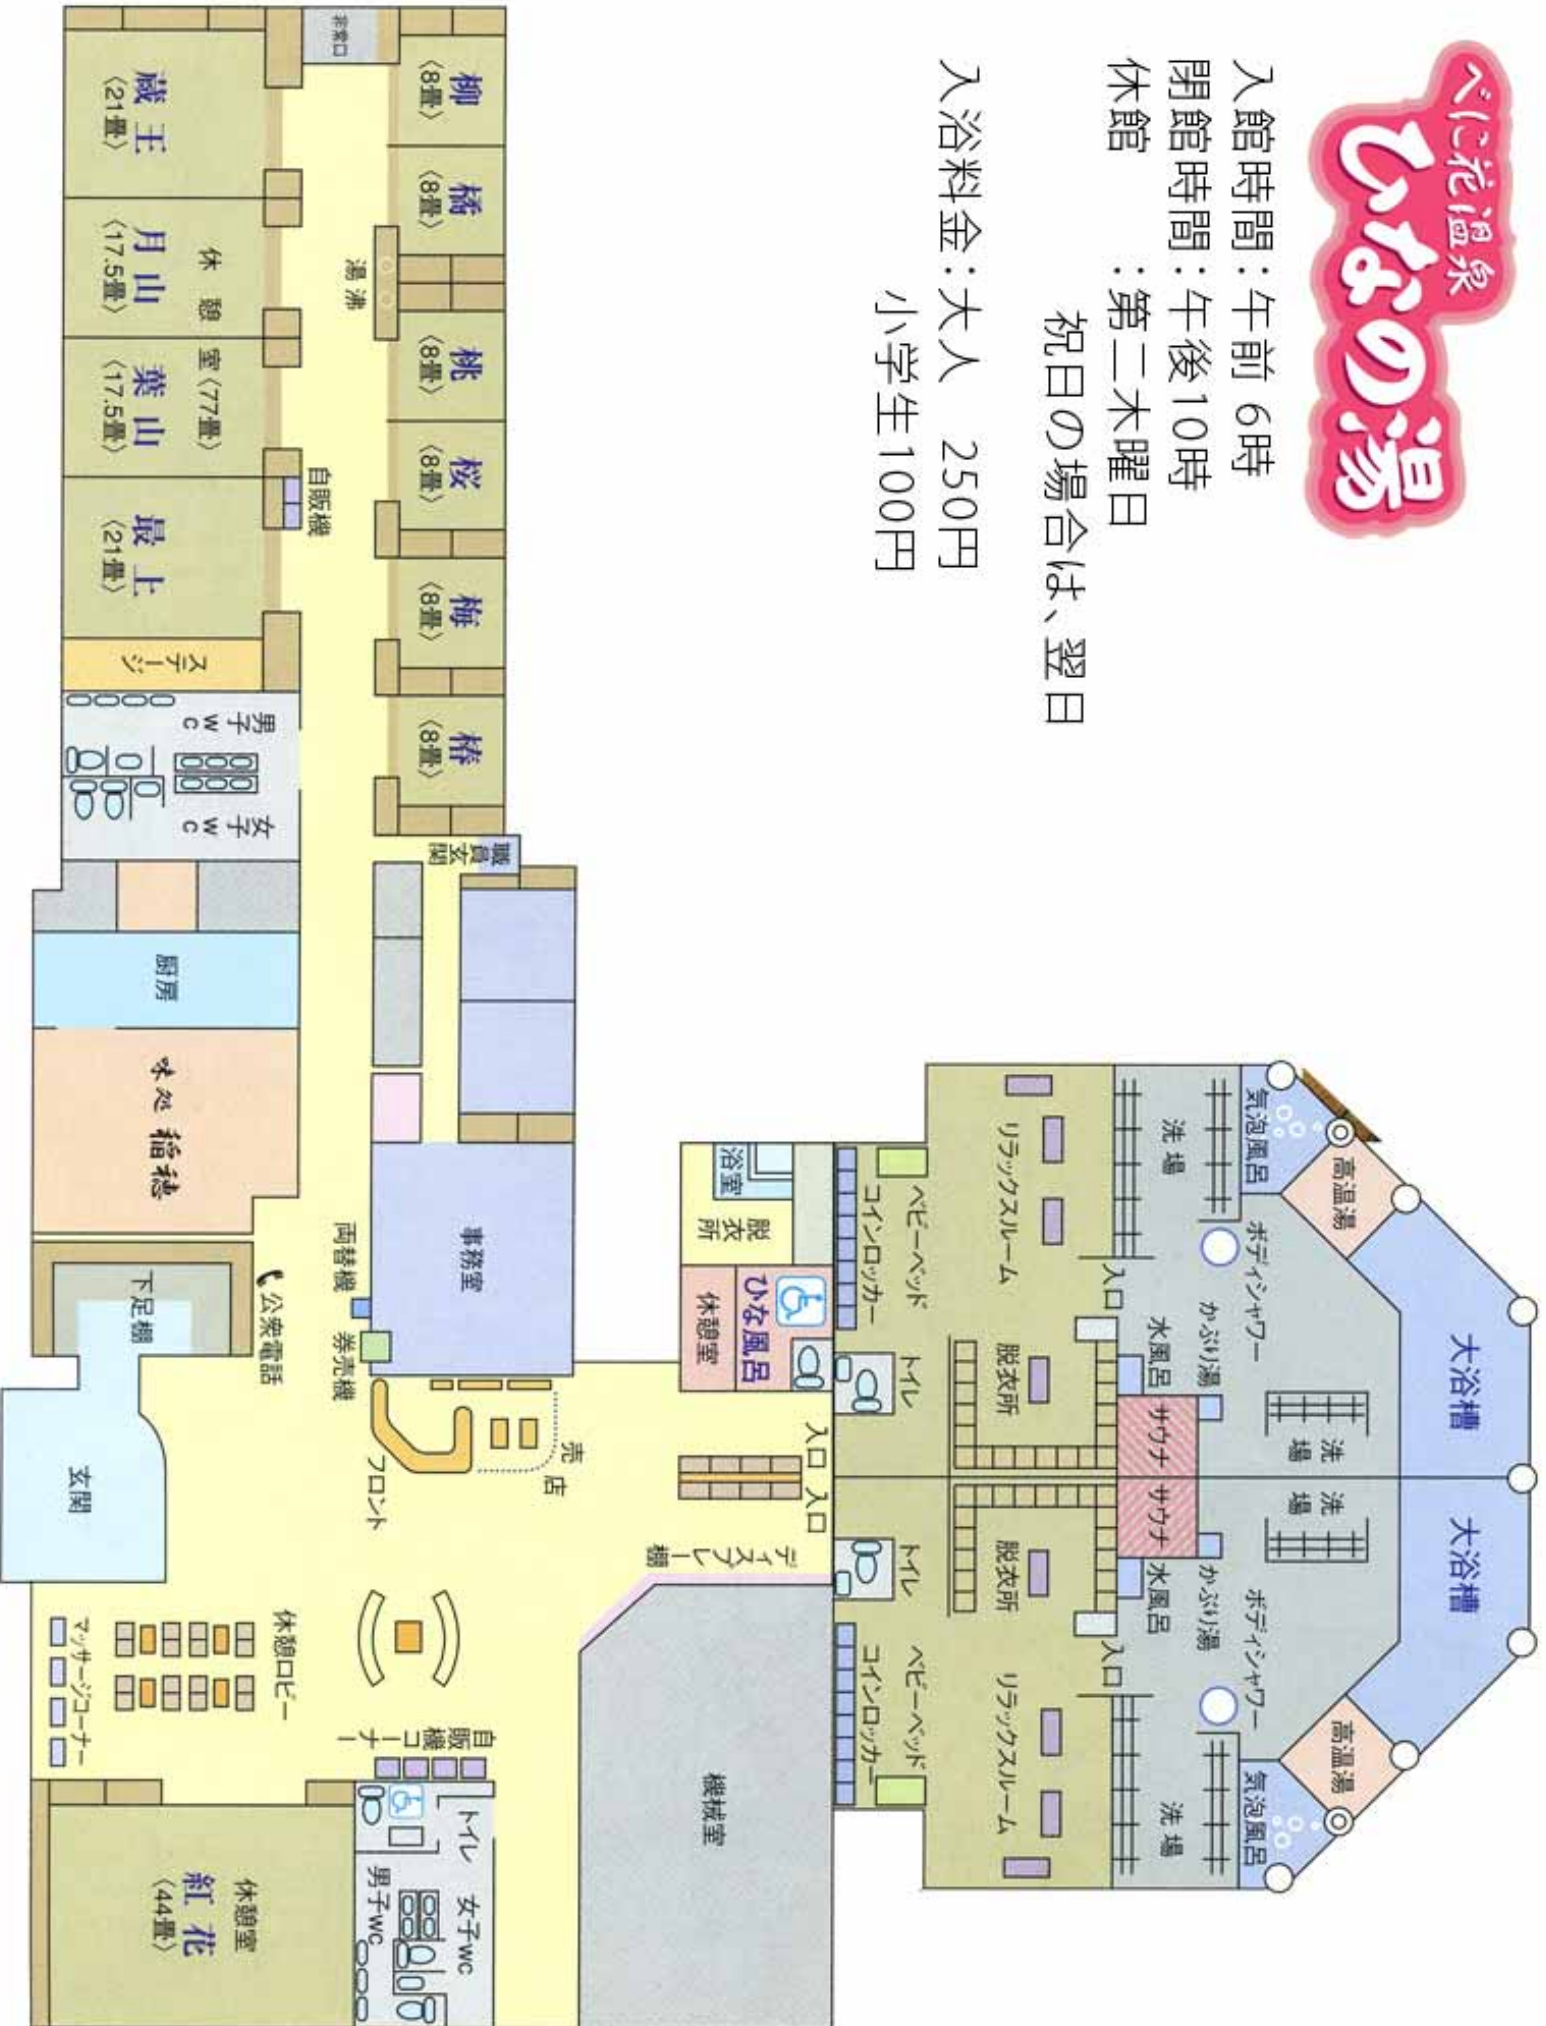 べに花温泉
ひなの湯
入館時間：午前 6時
閉館時間：午後10時
休館　　：第二木曜日
祝日の場合は、翌日
入浴料金：大人　250円
小学生100円
大浴槽
大浴槽
高温湯
高温湯
気泡風呂
気泡風呂
ボディシャワー
ボディシャワー
洗場
洗場
洗場
洗場
かぶり湯
かぶり湯
水風呂
水風呂
サウナ
サウナ
入口
入口
リラックスルーム
脱衣所
脱衣所
リラックスルーム
ベビーベッド
トイレ
トイレ
ベビーベッド
コインロッカー
コインロッカー
入口
入口
浴室
脱衣所
ひな風呂
休憩室
ディスプレー棚
機械室
売店
フロント
事務室
職員玄関
券売機
両替機
公衆電話
柳
〈8畳〉
橘
〈8畳〉
桃
〈8畳〉
桜
〈8畳〉
梅
〈8畳〉
椿
〈8畳〉
非常口
湯沸
自販機
休憩室〈77畳〉
蔵王
〈21畳〉
月山
〈17.5畳〉
葉山
〈17.5畳〉
最上
〈21畳〉
ステージ
男子
wc
女子
wc
厨房
味処 稲穂
下足棚
玄関
休憩ロビー
マッサージコーナー
自販機コーナー
トイレ
女子wc
男子wc
休憩室
紅花
〈44畳〉